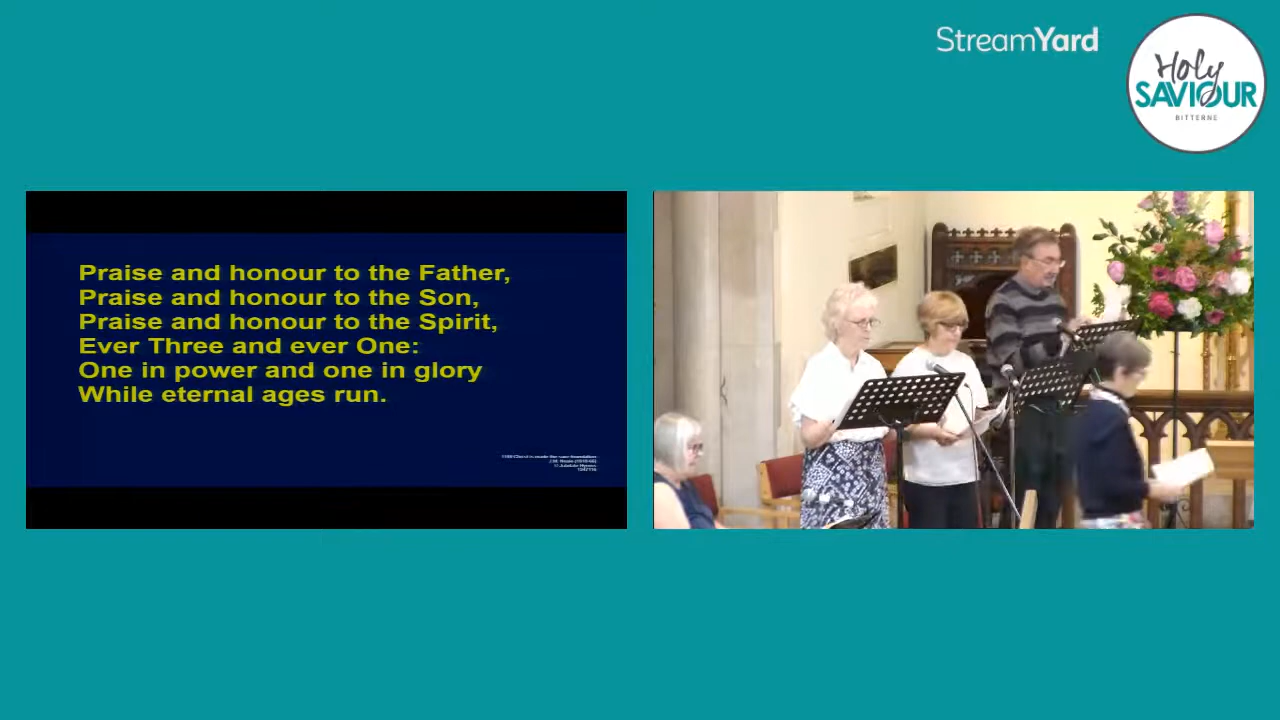 StreamYard
Holy
SAVIOUR
BITTERNE
Praise and honour to the Father,
Praise and honour to the Son,
Praise and honour to the Spirit,
Ever Three and ever One:
One in power and one in glory
While eternal ages run.